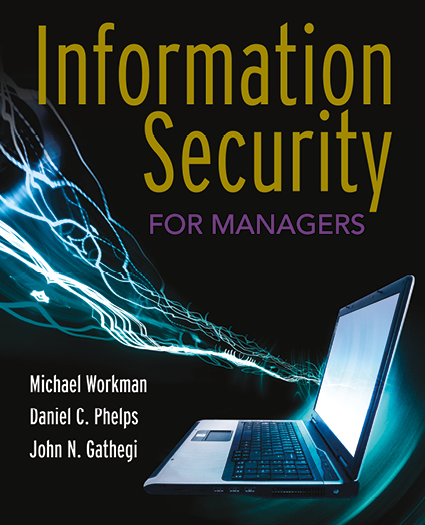 Information
Security
FOR MANAGERS
Michael Workman
Daniel C. Phelps
John N. Gathegi